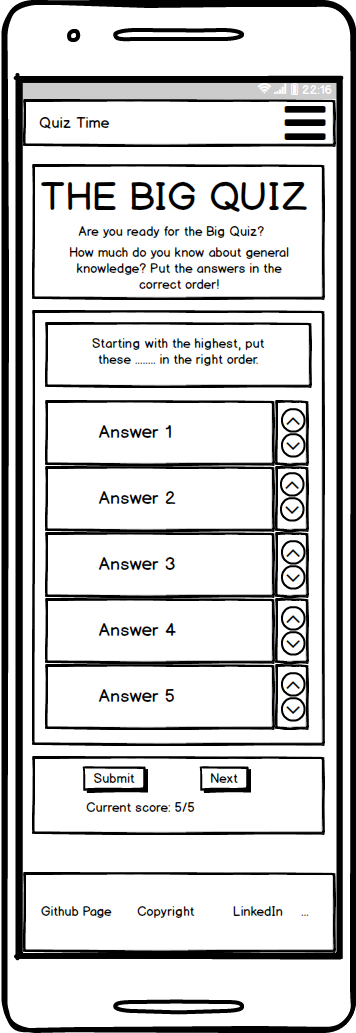 22:16
Quiz Time
THE BIG QUIZ
Are you ready for the Big Quiz?
How much do you know about general
knowledge? Put the answers in the
correct order!
Starting with the highest, put
these ........ in the right order.
Answer 1
Answer 2
Answer 3
Answer 4
Answer 5
Submit Next
Current score: 5/5
Github Page Copyright LinkedIn ...